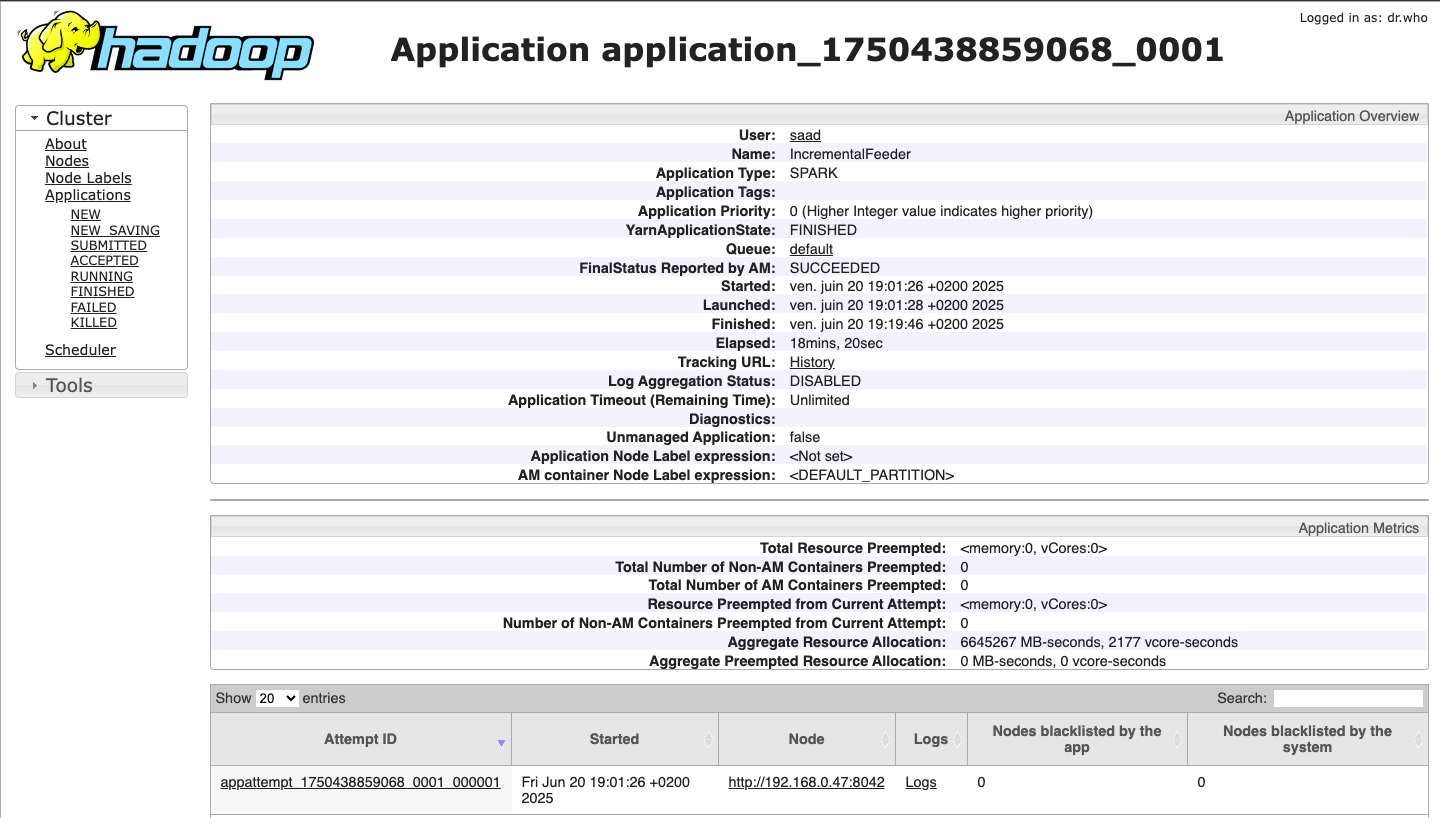 Logged in as: dr.who
hadoop
Application application_1750438859068_0001
Cluster
About
Nodes
Node Labels
Applications
NEW
NEW_SAVING
SUBMITTED
ACCEPTED
RUNNING
FINISHED
FAILED
KILLED
Scheduler
Tools
Application Overview
User: saad
Name: IncrementalFeeder
Application Type: SPARK
Application Tags:
Application Priority: 0 (Higher Integer value indicates higher priority)
YarnApplicationState: FINISHED
Queue: default
FinalStatus Reported by AM: SUCCEEDED
Started: ven. juin 20 19:01:26 +0200 2025
Launched: ven. juin 20 19:01:28 +0200 2025
Finished: ven. juin 20 19:19:46 +0200 2025
Elapsed: 18mins, 20sec
Tracking URL: History
Log Aggregation Status: DISABLED
Application Timeout (Remaining Time): Unlimited
Diagnostics:
Unmanaged Application: false
Application Node Label expression: <Not set>
AM container Node Label expression: <DEFAULT_PARTITION>
Application Metrics
Total Resource Preempted: <memory:0, vCores:0>
Total Number of Non-AM Containers Preempted: 0
Total Number of AM Containers Preempted: 0
Resource Preempted from Current Attempt: <memory:0, vCores:0>
Number of Non-AM Containers Preempted from Current Attempt: 0
Aggregate Resource Allocation: 6645267 MB-seconds, 2177 vcore-seconds
Aggregate Preempted Resource Allocation: 0 MB-seconds, 0 vcore-seconds
Show 20 entries Search:
Attempt ID Started Node Logs Nodes blacklisted by the app Nodes blacklisted by the system
appattempt_1750438859068_0001_000001 Fri Jun 20 19:01:26 +0200 2025 http://192.168.0.47:8042 Logs 0 0